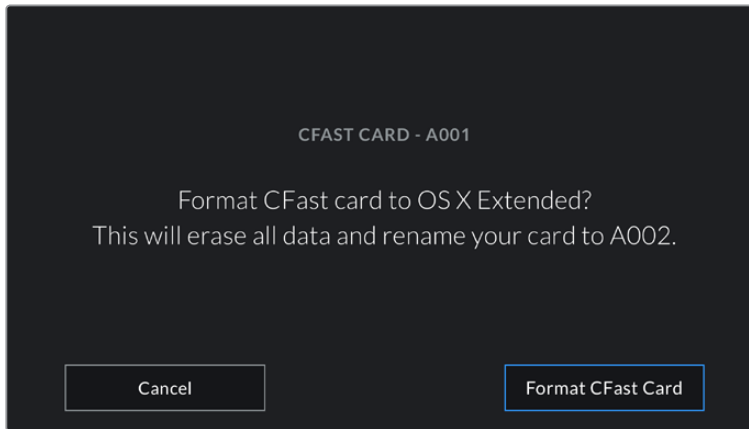 CFAST CARD - A001
Format CFast card to OS X Extended?
This will erase all data and rename your card to A002.
Cancel
Format CFast Card